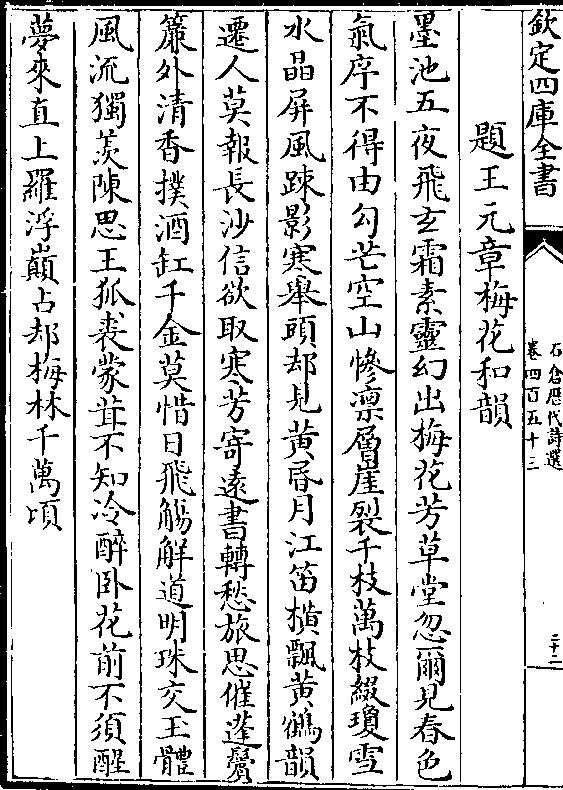 欽定四庫全書
石倉歷代詩選
卷四百五十三
二十二
題王元章梅花和韻
墨池五夜飛玄霜素靈幻出梅花芳草堂忽爾見春色
氣序不得由勾芒空山慘凛層崖裂千枝萬枝綴瓊雪
水晶屏風踈影寒舉頭却見黄昏月江笛橫飄黄鶴韻
遷人莫報長沙信欲取寒芳寄遠書轉愁旅思催蓬鬢
簾外清香撲酒缸千金莫惜日飛觴解道明珠交玉體
風流獨羡陳思王狐裘蒙茸不知冷醉卧花前不須醒
夢來直上羅浮巔占却梅林千萬頃